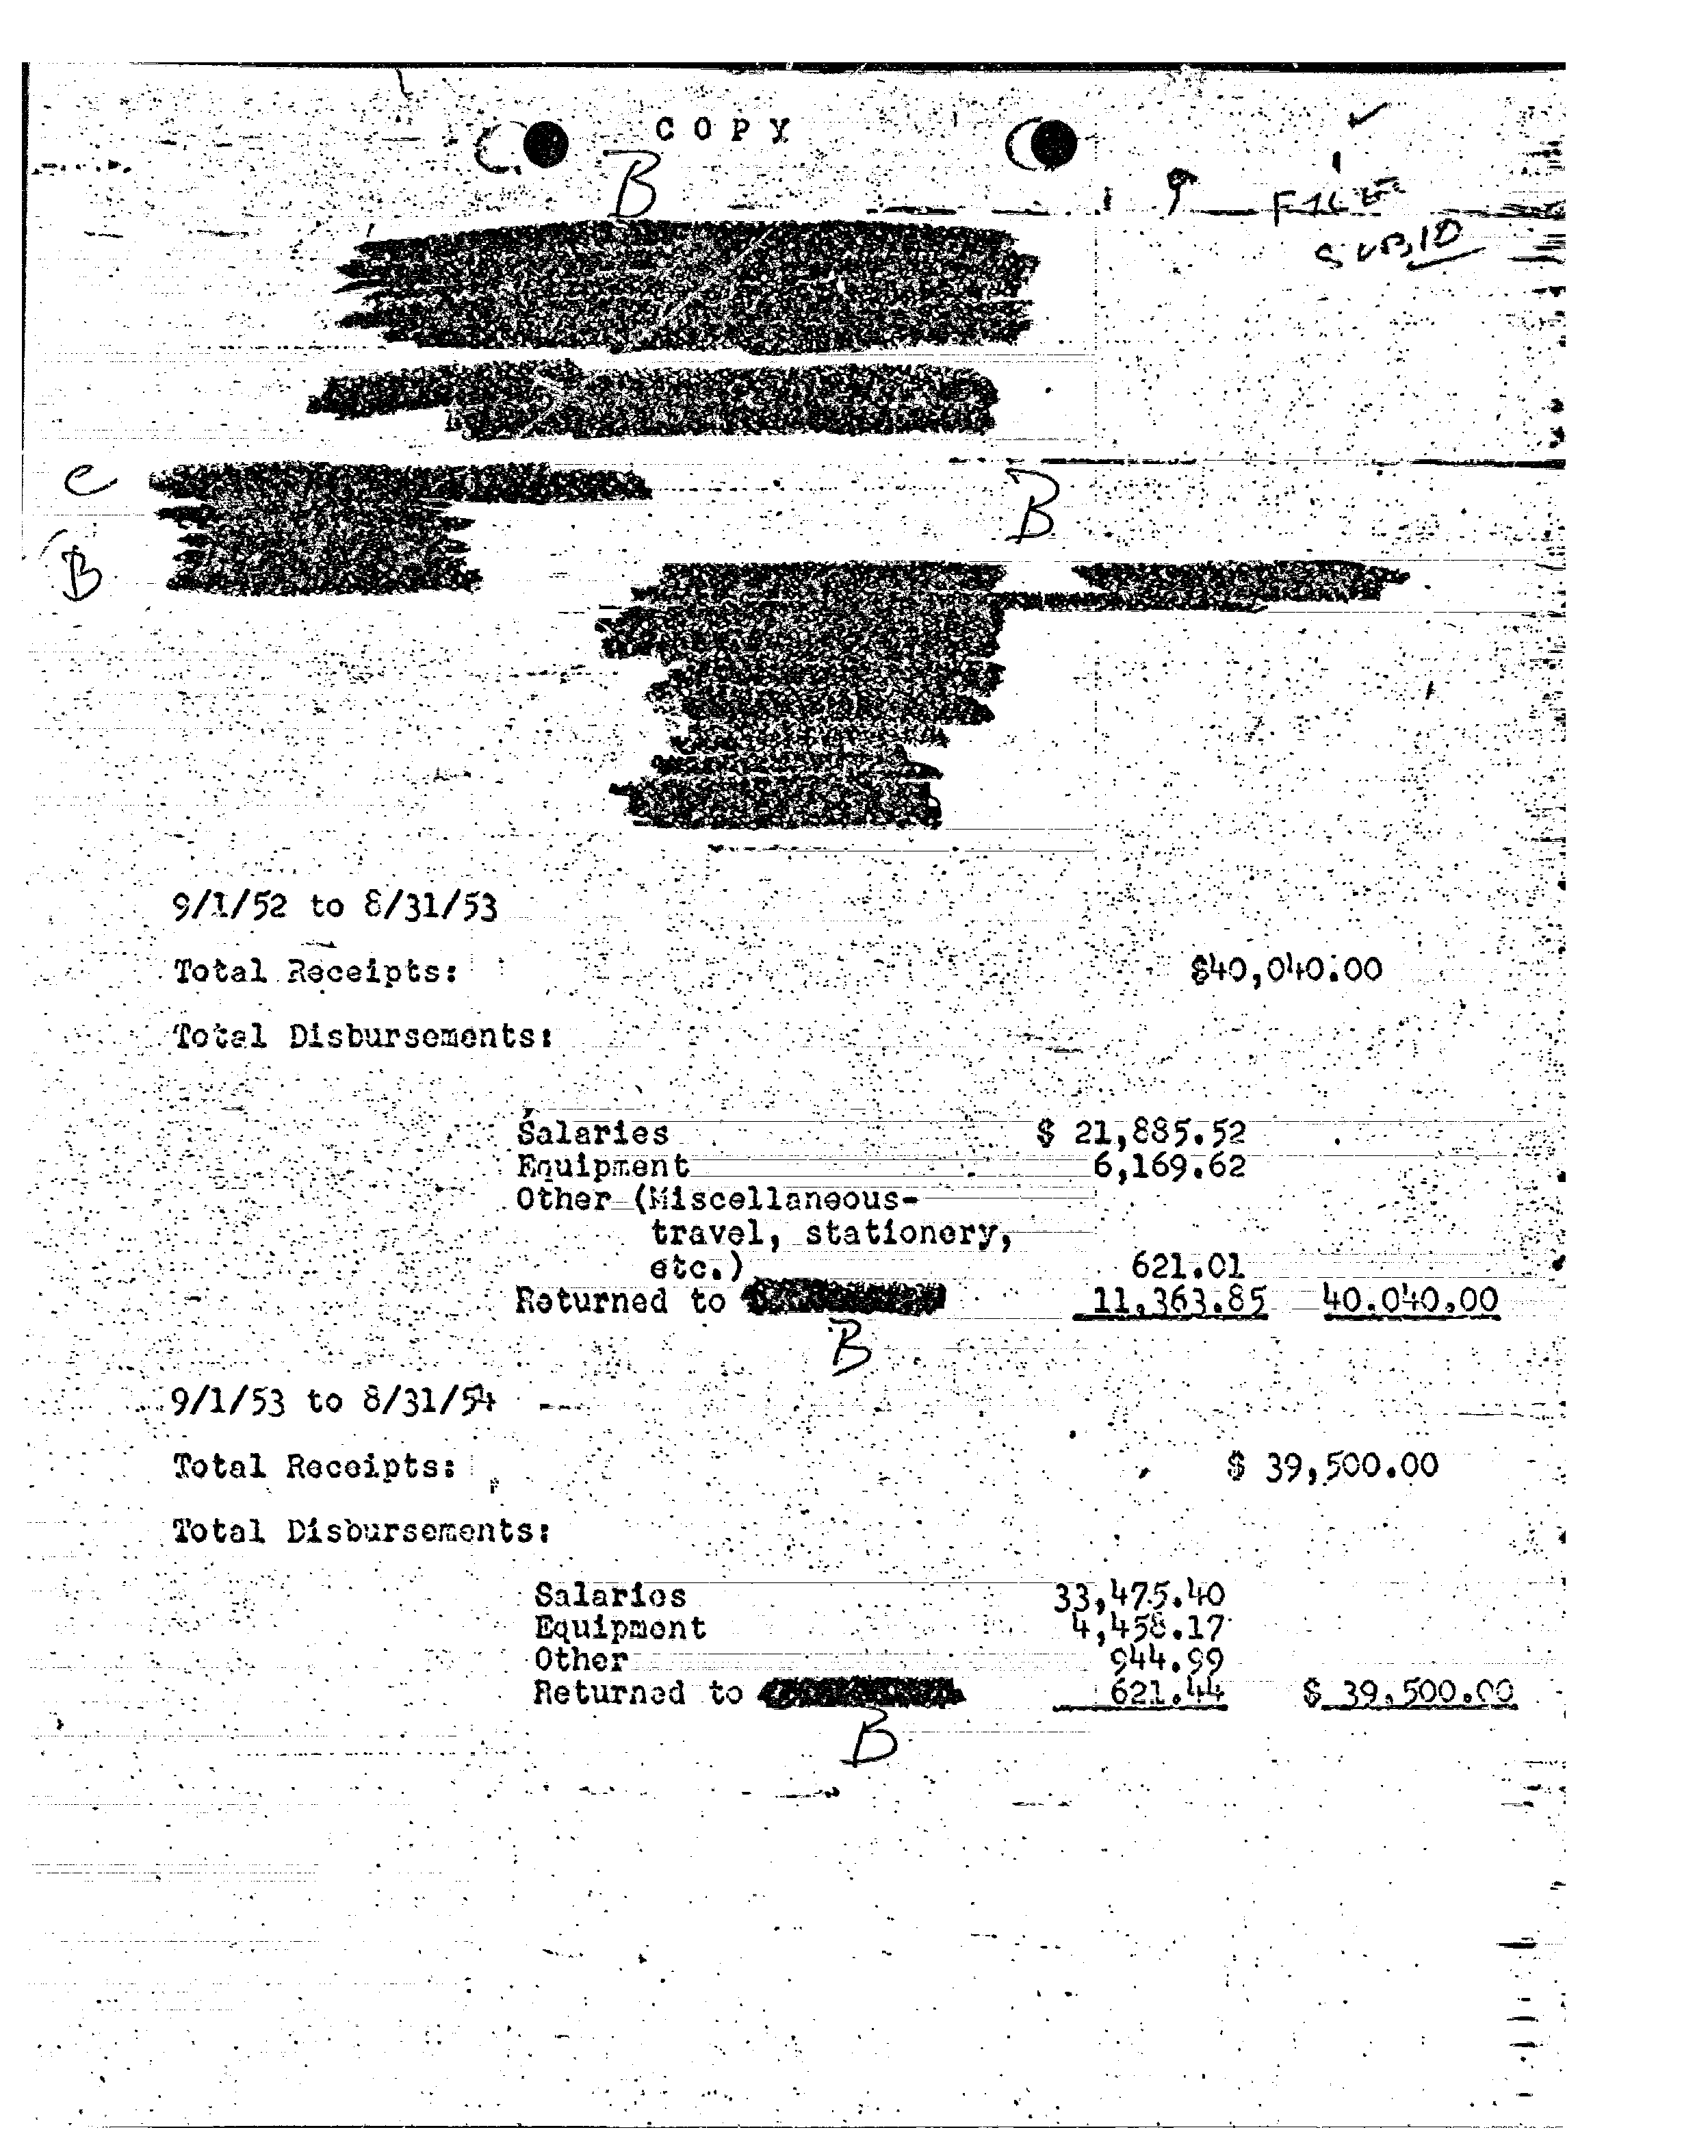 COPY
B
FILE
SUB.10
C
B
B
9/1/52 to 8/31/53
Total Receipts: $40,040.00
Total Disbursements:
Salaries $ 21,885.52
Equipment 6,169.62
Other (Miscellaneous-
travel, stationery,
etc.) 621.01
Returned to 11,363.85 40,040.00
B
9/1/53 to 8/31/54
Total Receipts: $ 39,500.00
Total Disbursements:
Salaries 33,475.40
Equipment 4,458.17
Other 944.99
Returned to 621.44 $ 39,500.00
B